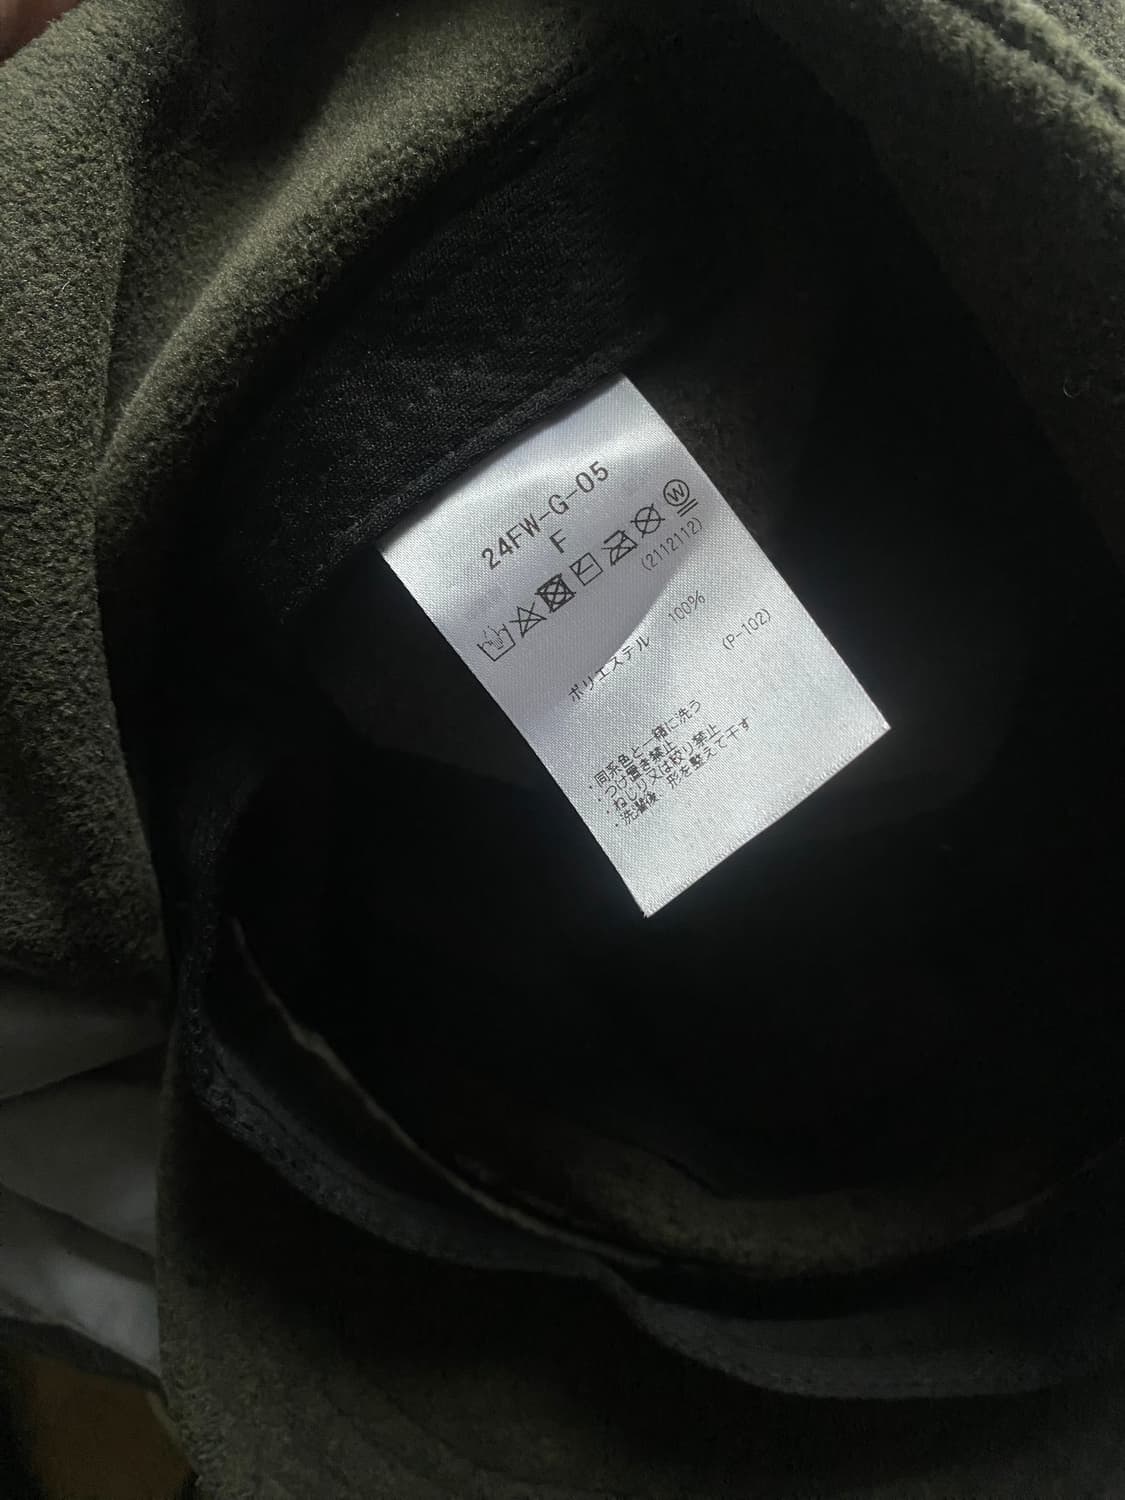 24FW-G-05
F
W
(2112112)
ポリエステル 100%
(P-102)
・同系色と一緒に洗う
・つけ置き禁止
・ねじり又は絞り禁止
・洗濯後、形を整えて干す